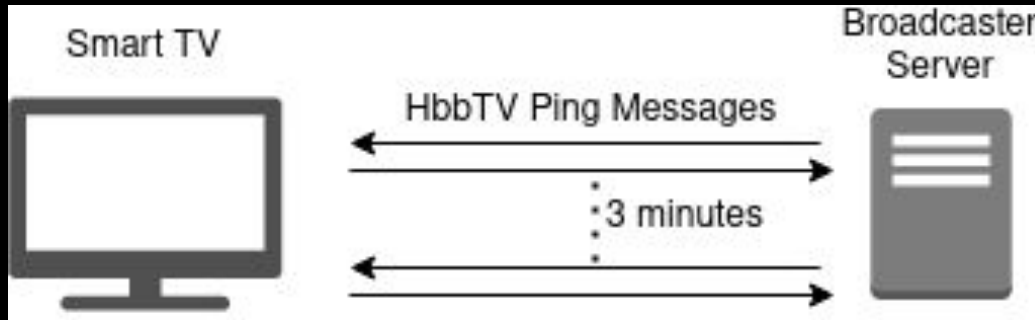 Smart TV
Broadcaster
Server
HbbTV Ping Messages
3 minutes